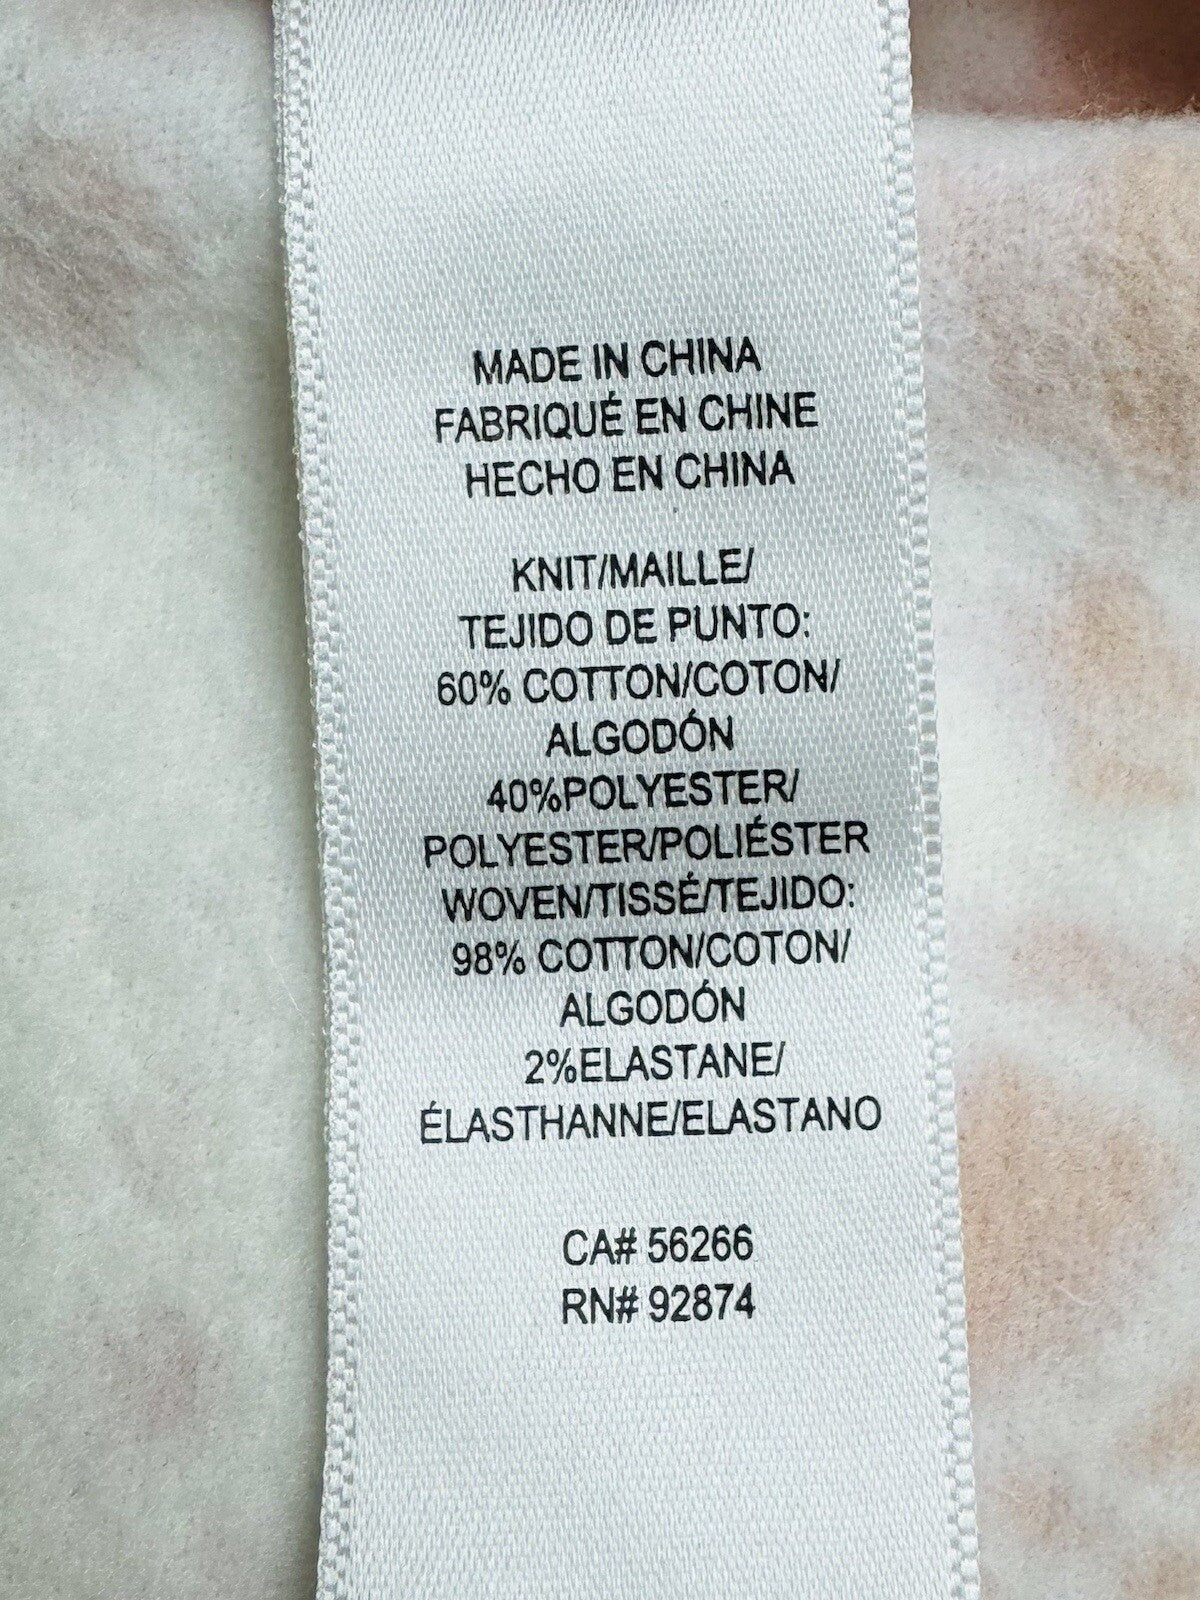 MADE IN CHINA
FABRIQUÉ EN CHINE
HECHO EN CHINA
KNIT/MAILLE/
TEJIDO DE PUNTO:
60% COTTON/COTON/
ALGODÓN
40%POLYESTER/
POLYESTER/POLIÉSTER
WOVEN/TISSÉ/TEJIDO:
98% COTTON/COTON/
ALGODÓN
2%ELASTANE/
ÉLASTHANNE/ELASTANO
CA# 56266
RN# 92874